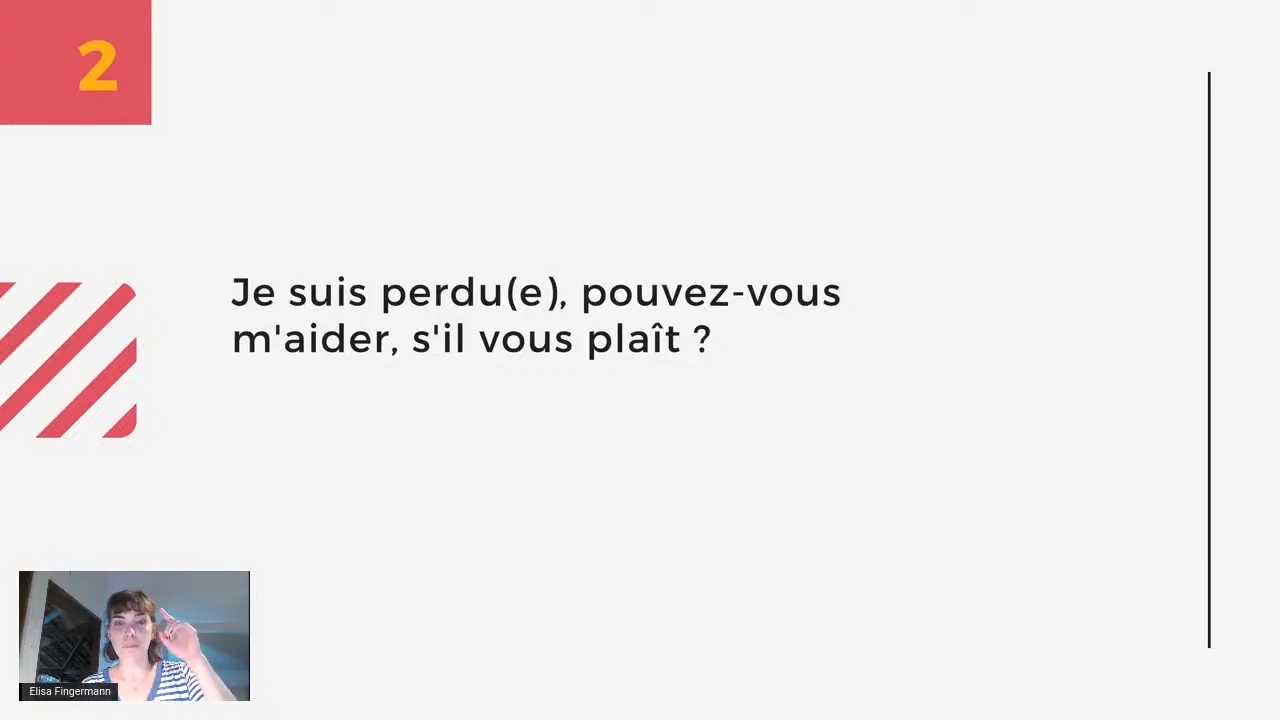 2
Je suis perdu(e), pouvez-vous
m'aider, s'il vous plaît ?
Elisa Fingermann